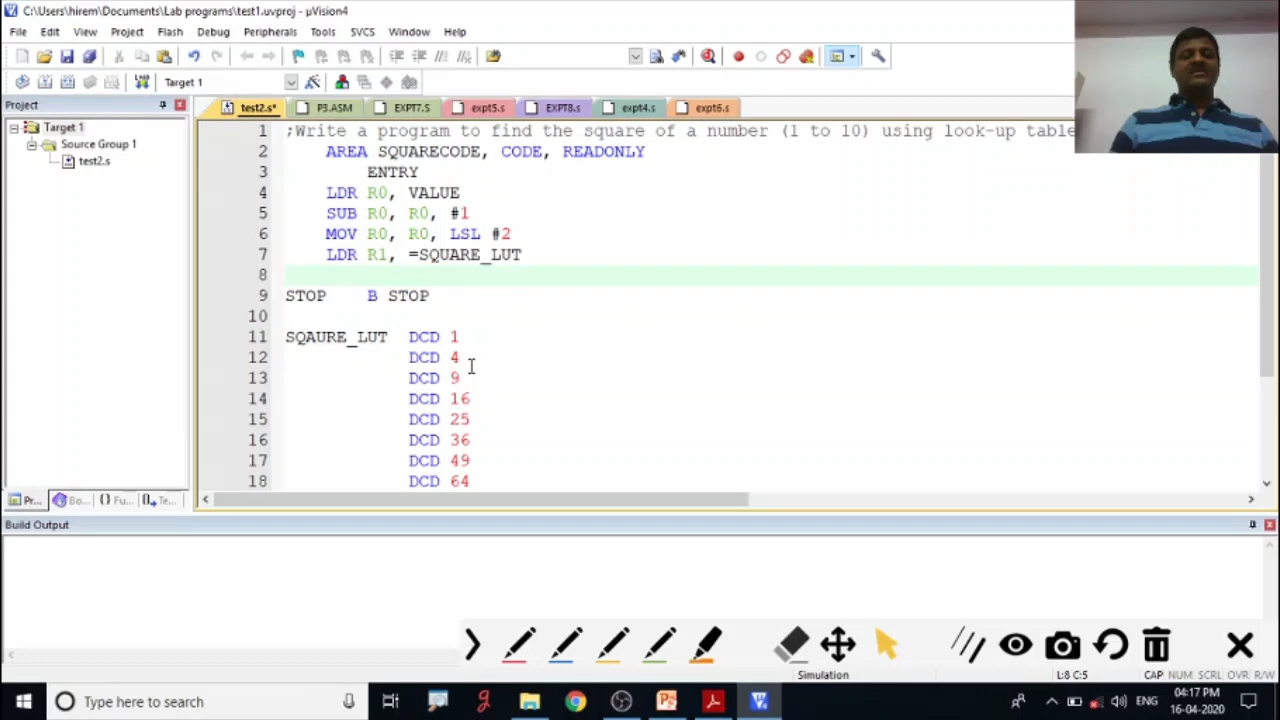 C:\Users\hirem\Documents\Lab programs\test1.uvproj - µVision4
File Edit View Project Flash Debug Peripherals Tools SVCS Window Help
Target 1
Project
test2.s* P3.ASM EXPT7.S expt5.s EXPT8.s expt4.s expt6.s
Target 1
Source Group 1
test2.s
1 ;Write a program to find the square of a number (1 to 10) using look-up table
2 AREA SQUARECODE, CODE, READONLY
3 ENTRY
4 LDR R0, VALUE
5 SUB R0, R0, #1
6 MOV R0, R0, LSL #2
7 LDR R1, =SQUARE_LUT
8
9 STOP B STOP
10
11 SQAURE_LUT DCD 1
12 DCD 4
13 DCD 9
14 DCD 16
15 DCD 25
16 DCD 36
17 DCD 49
18 DCD 64
Pr... Bo... {} Fu... Te...
Build Output
Simulation L:8 C:5 CAP NUM SCRL OVR R/W
Type here to search
ENG
04:17 PM
16-04-2020